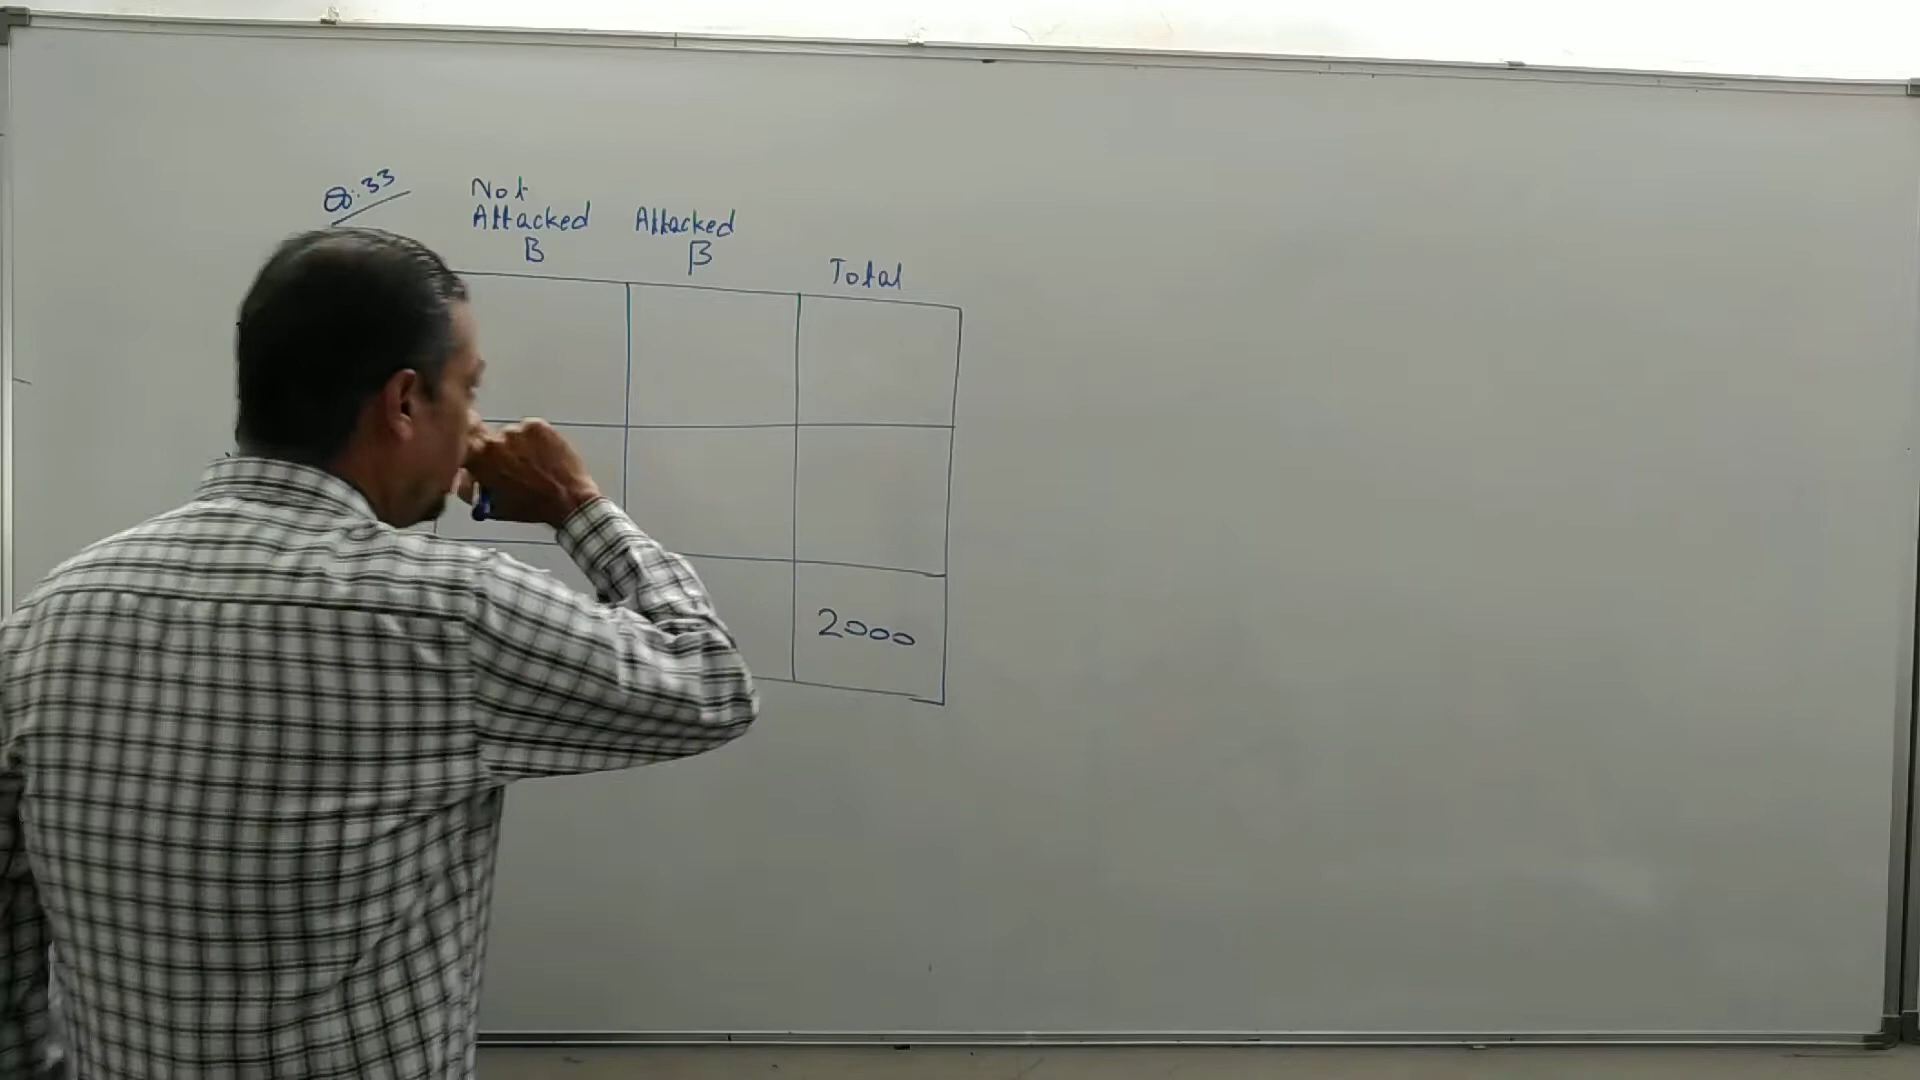 Q:33
Not
Attacked
B
Attacked
β
Total
2000